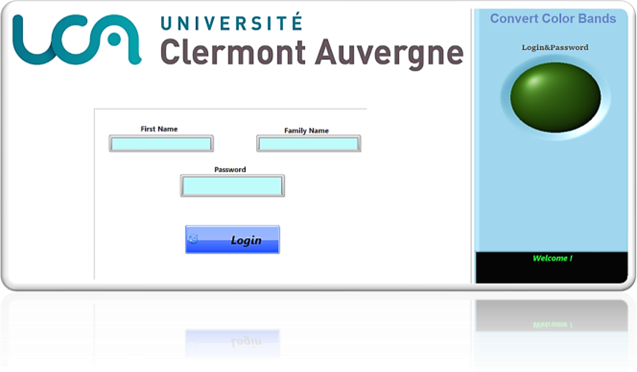 UCA
UNIVERSITÉ
Clermont Auvergne
Convert Color Bands
Login&Password
First Name
Family Name
Password
Login
Welcome !